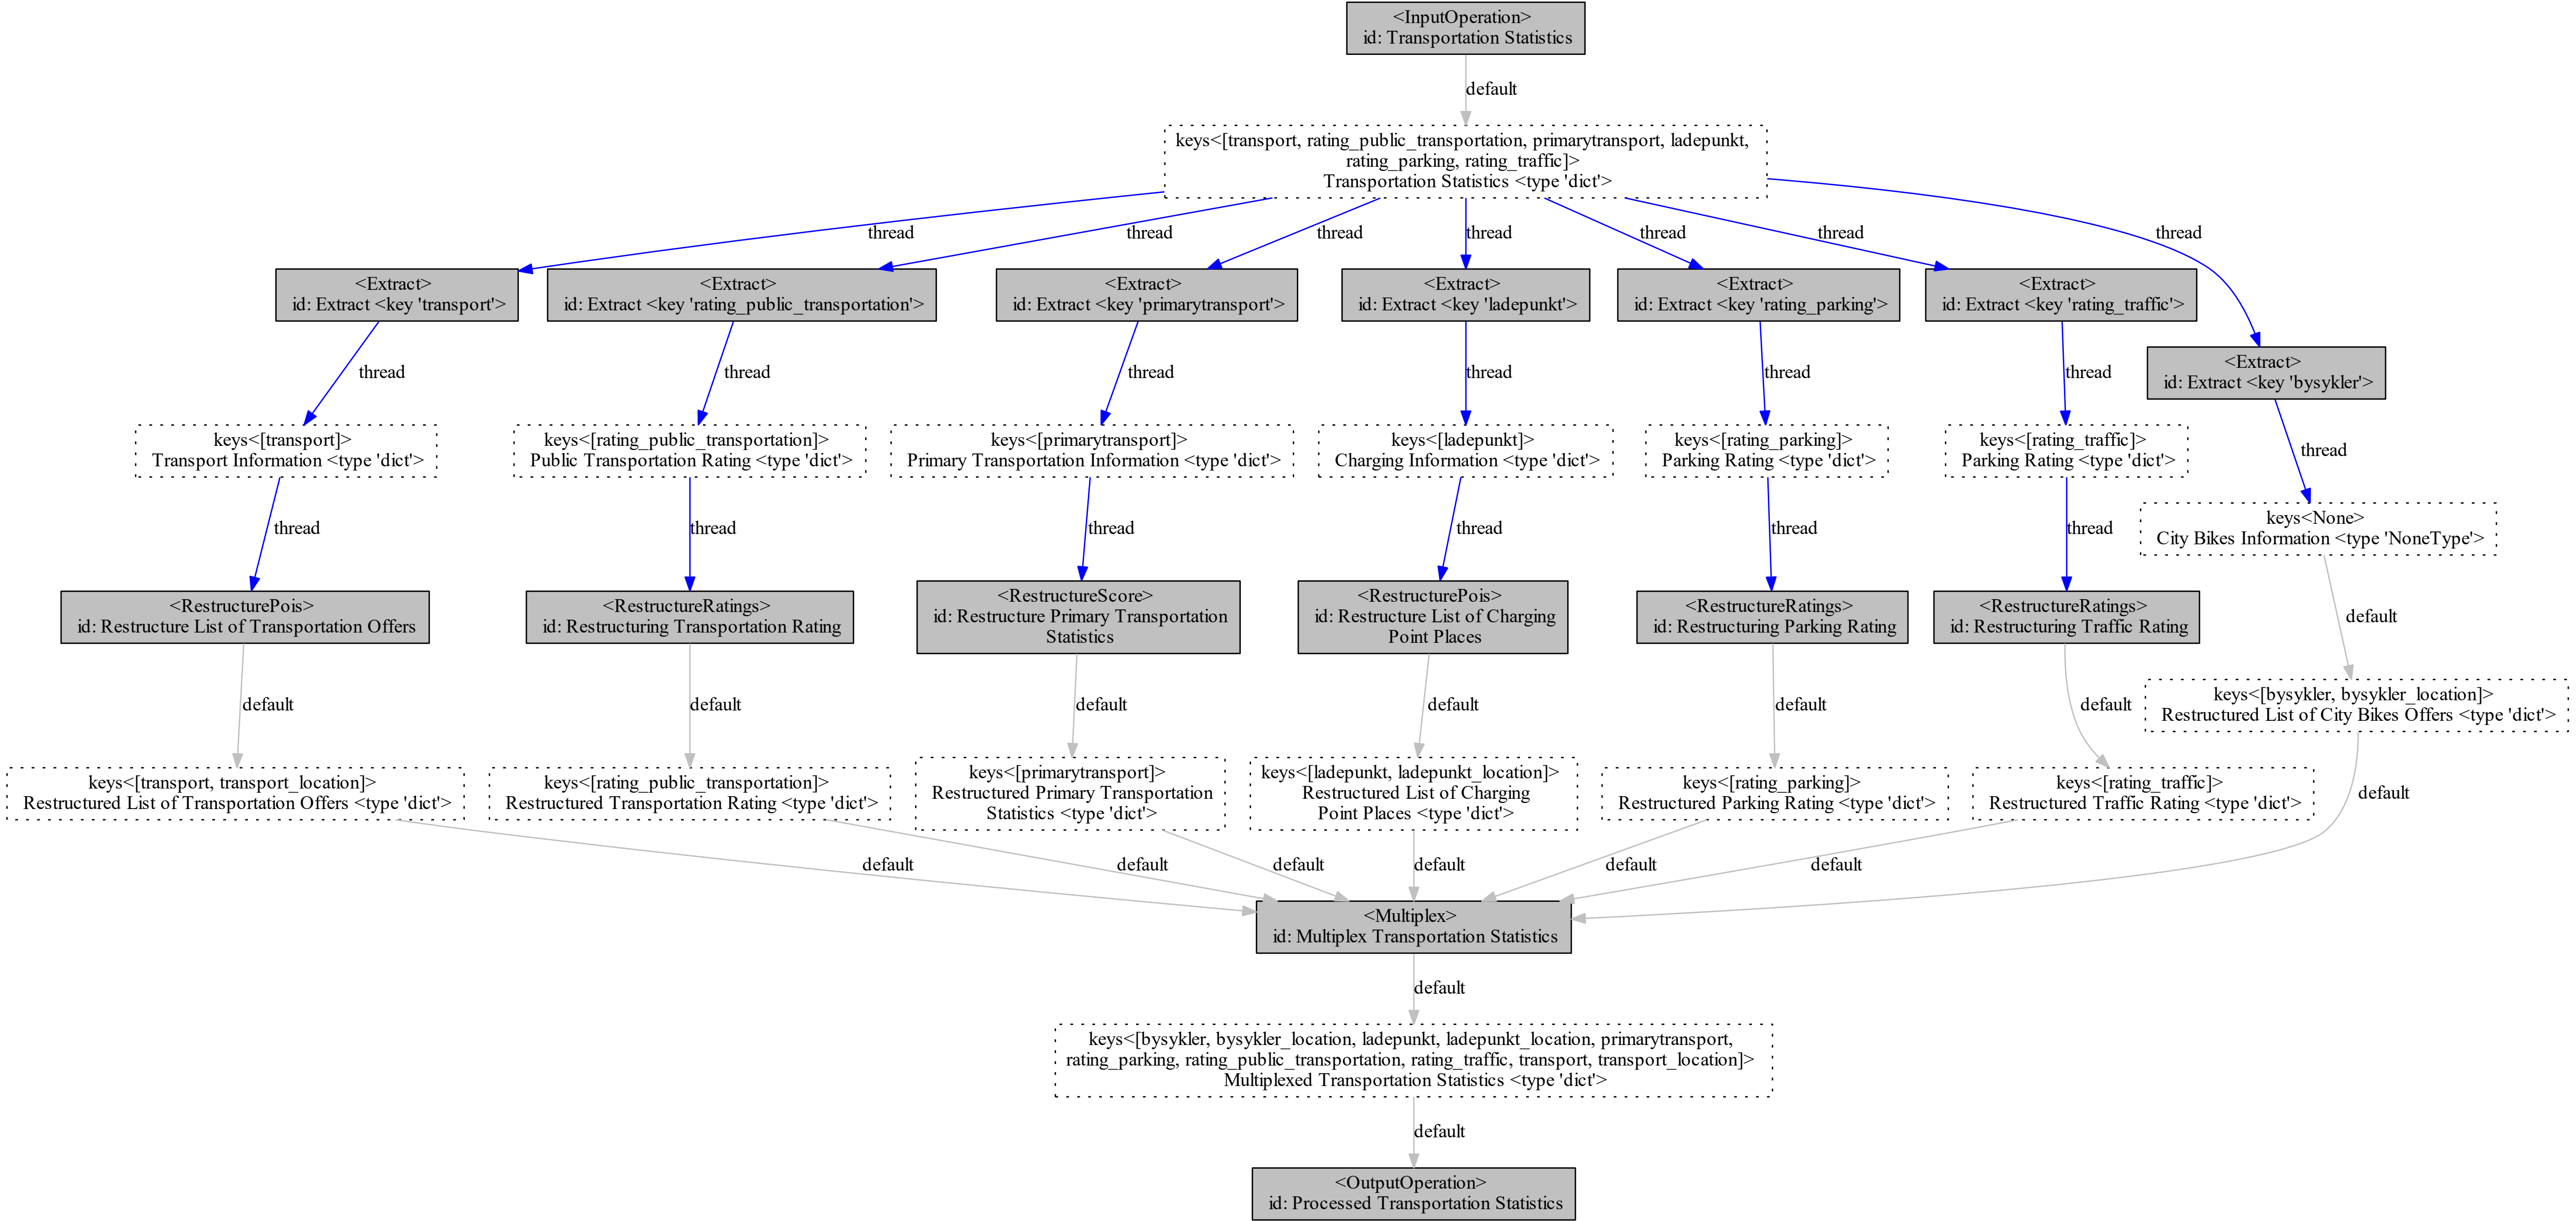 <InputOperation>
id: Transportation Statistics
default
keys<[transport, rating_public_transportation, primarytransport, ladepunkt,
rating_parking, rating_traffic]>
Transportation Statistics <type 'dict'>
thread
thread
thread
thread
thread
thread
thread
<Extract>
id: Extract <key 'transport'>
<Extract>
id: Extract <key 'rating_public_transportation'>
<Extract>
id: Extract <key 'primarytransport'>
<Extract>
id: Extract <key 'ladepunkt'>
<Extract>
id: Extract <key 'rating_parking'>
<Extract>
id: Extract <key 'rating_traffic'>
<Extract>
id: Extract <key 'bysykler'>
thread
thread
thread
thread
thread
thread
thread
keys<[transport]>
Transport Information <type 'dict'>
keys<[rating_public_transportation]>
Public Transportation Rating <type 'dict'>
keys<[primarytransport]>
Primary Transportation Information <type 'dict'>
keys<[ladepunkt]>
Charging Information <type 'dict'>
keys<[rating_parking]>
Parking Rating <type 'dict'>
keys<[rating_traffic]>
Parking Rating <type 'dict'>
keys<None>
City Bikes Information <type 'NoneType'>
thread
thread
thread
thread
thread
thread
default
<RestructurePois>
id: Restructure List of Transportation Offers
<RestructureRatings>
id: Restructuring Transportation Rating
<RestructureScore>
id: Restructure Primary Transportation
Statistics
<RestructurePois>
id: Restructure List of Charging
Point Places
<RestructureRatings>
id: Restructuring Parking Rating
<RestructureRatings>
id: Restructuring Traffic Rating
keys<[bysykler, bysykler_location]>
Restructured List of City Bikes Offers <type 'dict'>
default
default
default
default
default
default
default
keys<[transport, transport_location]>
Restructured List of Transportation Offers <type 'dict'>
keys<[rating_public_transportation]>
Restructured Transportation Rating <type 'dict'>
keys<[primarytransport]>
Restructured Primary Transportation
Statistics <type 'dict'>
keys<[ladepunkt, ladepunkt_location]>
Restructured List of Charging
Point Places <type 'dict'>
keys<[rating_parking]>
Restructured Parking Rating <type 'dict'>
keys<[rating_traffic]>
Restructured Traffic Rating <type 'dict'>
default
default
default
default
default
default
<Multiplex>
id: Multiplex Transportation Statistics
default
keys<[bysykler, bysykler_location, ladepunkt, ladepunkt_location, primarytransport,
rating_parking, rating_public_transportation, rating_traffic, transport, transport_location]>
Multiplexed Transportation Statistics <type 'dict'>
default
<OutputOperation>
id: Processed Transportation Statistics